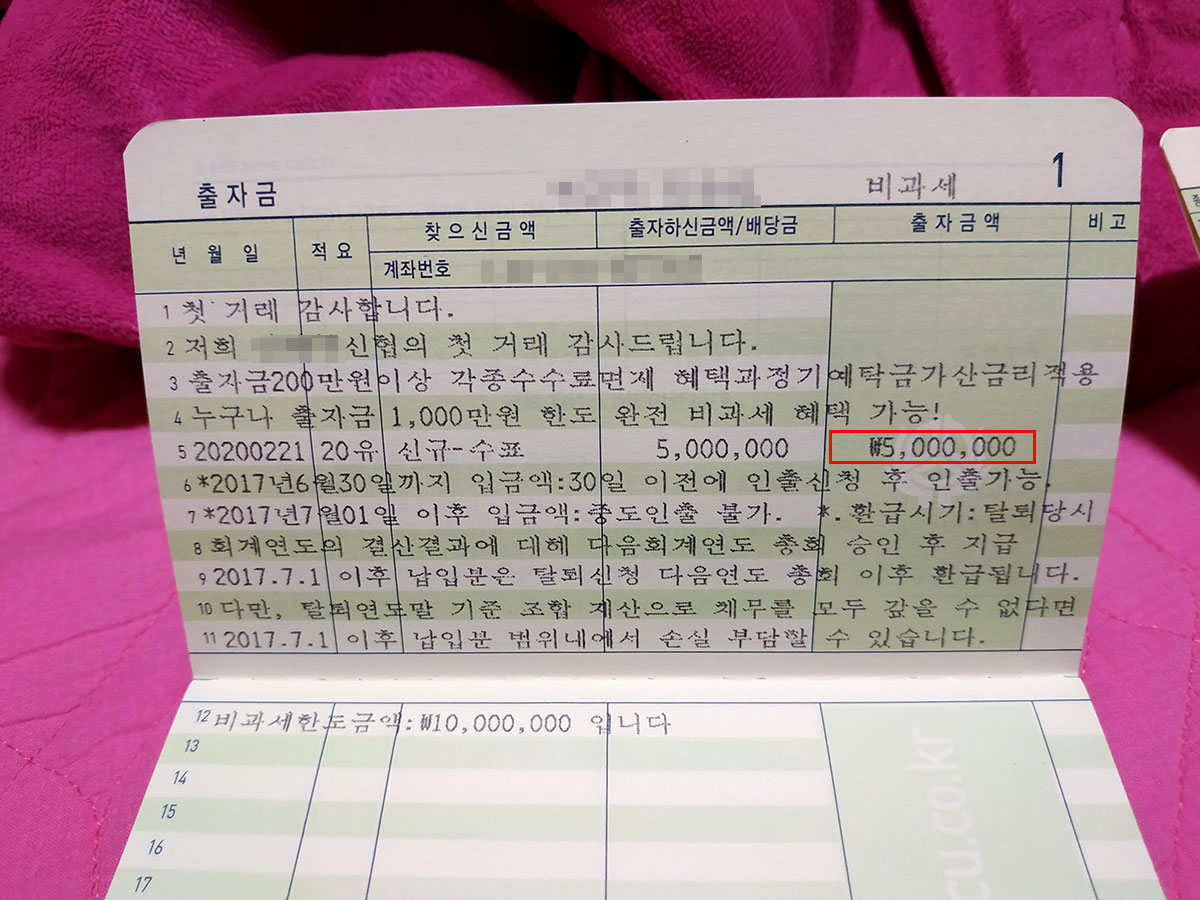 출자금 비과세 1
년 월 일 적 요 찾 으 신 금 액 출자하신금액/배당금 출 자 금 액 비 고
계좌번호
1 첫 거래 감사합니다.
2 저희 신협의 첫 거래 감사드립니다.
3 출자금200만원이상 각종수수료면제 혜택과정기예탁금가산금리적용
4 누구나 출자금 1,000만원 한도 완전 비과세 혜택 가능!
5 20200221 20유 신규-수표 5,000,000 ₩5,000,000
6 *2017년6월30일까지 입금액:30일 이전에 인출신청 후 인출가능.
7 *2017년7월01일 이후 입금액:중도인출 불가. *.환급시기:탈퇴당시
8 회계연도의 결산결과에 대해 다음회계연도 총회 승인 후 지급
9 2017.7.1 이후 납입분은 탈퇴신청 다음연도 총회 이후 환급됩니다.
10 다만, 탈퇴연도말 기준 조합 재산으로 채무를 모두 갚을 수 없다면
11 2017.7.1 이후 납입분 범위내에서 손실 부담할 수 있습니다.
12 비과세한도금액:₩10,000,000 입니다
13
14
15
16
17
cu.co.kr